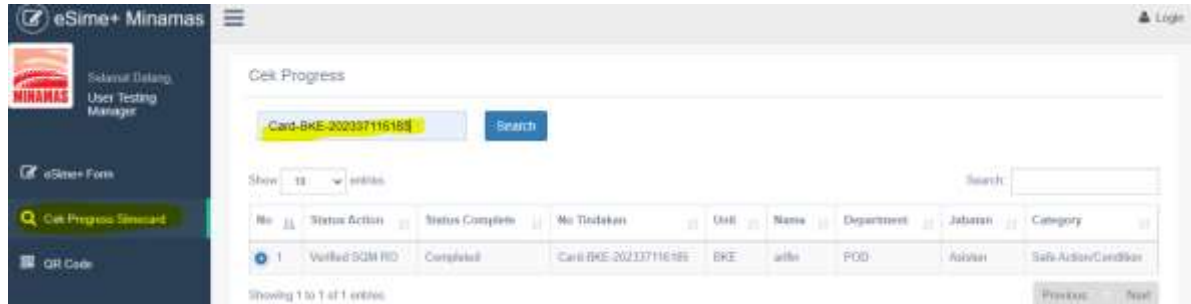 eSime+ Minamas
Login
MINAMAS
Selamat Datang,
User Testing
Manager
Cek Progress
Card-BKE-202337116185
Search
eSime+ Form
Cek Progress Simecard
QR Code
Show 10 entries
Search:
No Status Action Status Complete No Tindakan Unit Name Department Jabatan Category
1 Verified SQM RO Completed Card-BKE-202337116185 BKE arifin POD Asistan Safe Action/Condition
Showing 1 to 1 of 1 entries
Previous Next